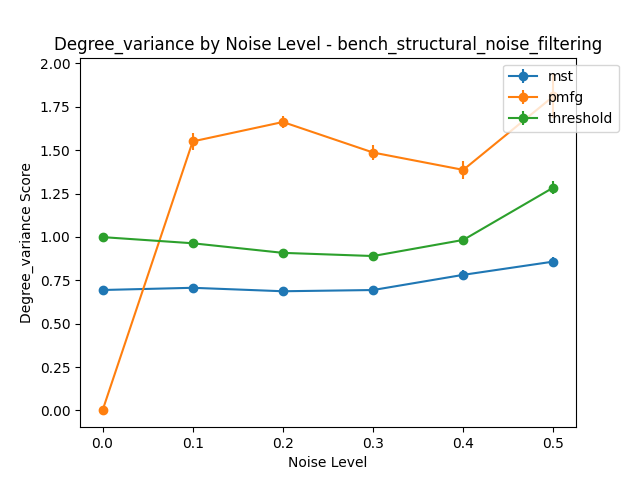 Degree_variance by Noise Level - bench_structural_noise_filtering
mst
pmfg
threshold
Degree_variance Score
2.00
1.75
1.50
1.25
1.00
0.75
0.50
0.25
0.00
0.0 0.1 0.2 0.3 0.4 0.5
Noise Level